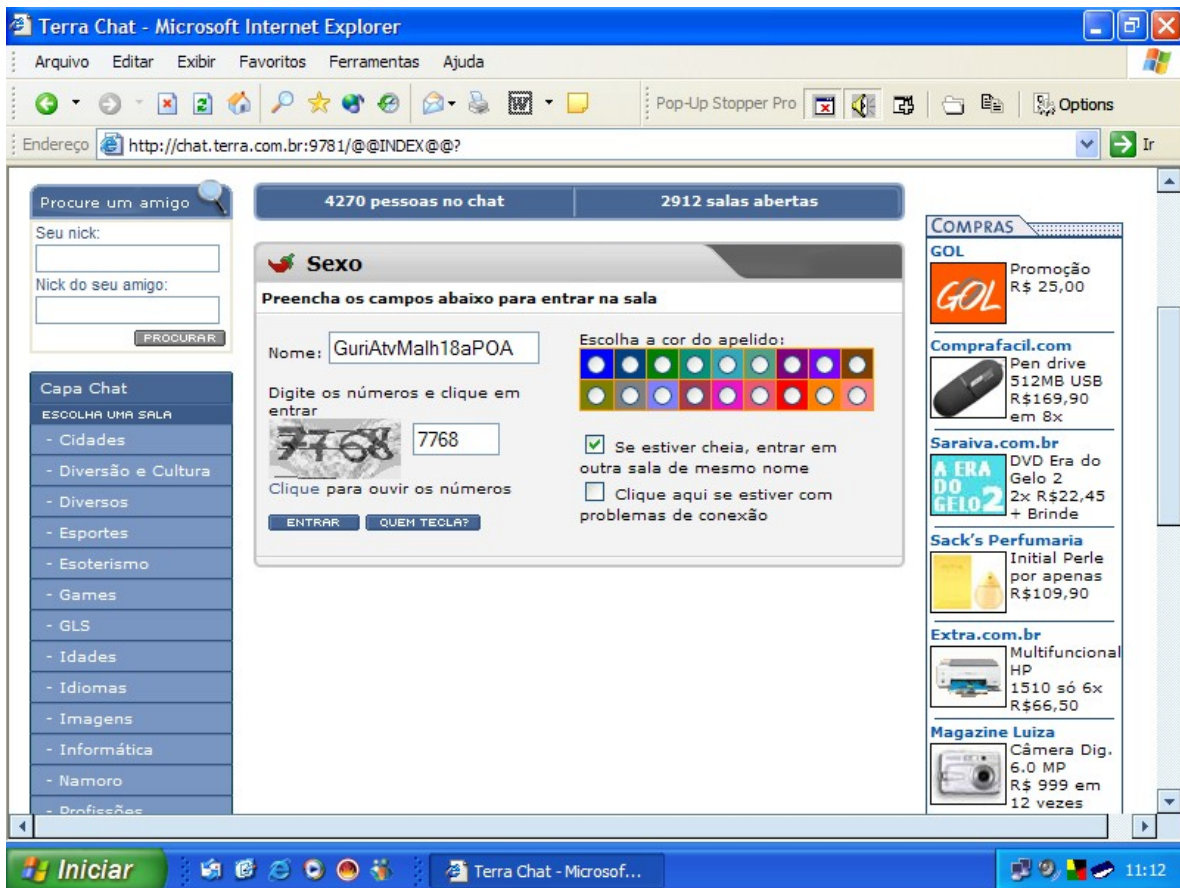 Terra Chat - Microsoft Internet Explorer
Arquivo Editar Exibir Favoritos Ferramentas Ajuda
Pop-Up Stopper Pro Options
Endereço http://chat.terra.com.br:9781/@@INDEX@@? Ir
Procure um amigo
Seu nick:
Nick do seu amigo:
PROCURAR
Capa Chat
ESCOLHA UMA SALA
- Cidades
- Diversão e Cultura
- Diversos
- Esportes
- Esoterismo
- Games
- GLS
- Idades
- Idiomas
- Imagens
- Informática
- Namoro
- Profissões
4270 pessoas no chat 2912 salas abertas
Sexo
Preencha os campos abaixo para entrar na sala
Nome: GuriAtvMalh18aPOA
Digite os números e clique em
entrar
7768 7768
Clique para ouvir os números
ENTRAR QUEM TECLA?
Escolha a cor do apelido:
Se estiver cheia, entrar em
outra sala de mesmo nome
Clique aqui se estiver com
problemas de conexão
COMPRAS
GOL
GOL
Promoção
R$ 25,00
Comprafacil.com
Pen drive
512MB USB
R$169,90
em 8x
Saraiva.com.br
A ERA
DO
GELO 2
DVD Era do
Gelo 2
2x R$22,45
+ Brinde
Sack's Perfumaria
Initial Perle
por apenas
R$109,90
Extra.com.br
Multifuncional
HP
1510 só 6x
R$66,50
Magazine Luiza
Câmera Dig.
6.0 MP
R$ 999 em
12 vezes
Iniciar Terra Chat - Microsof... 11:12